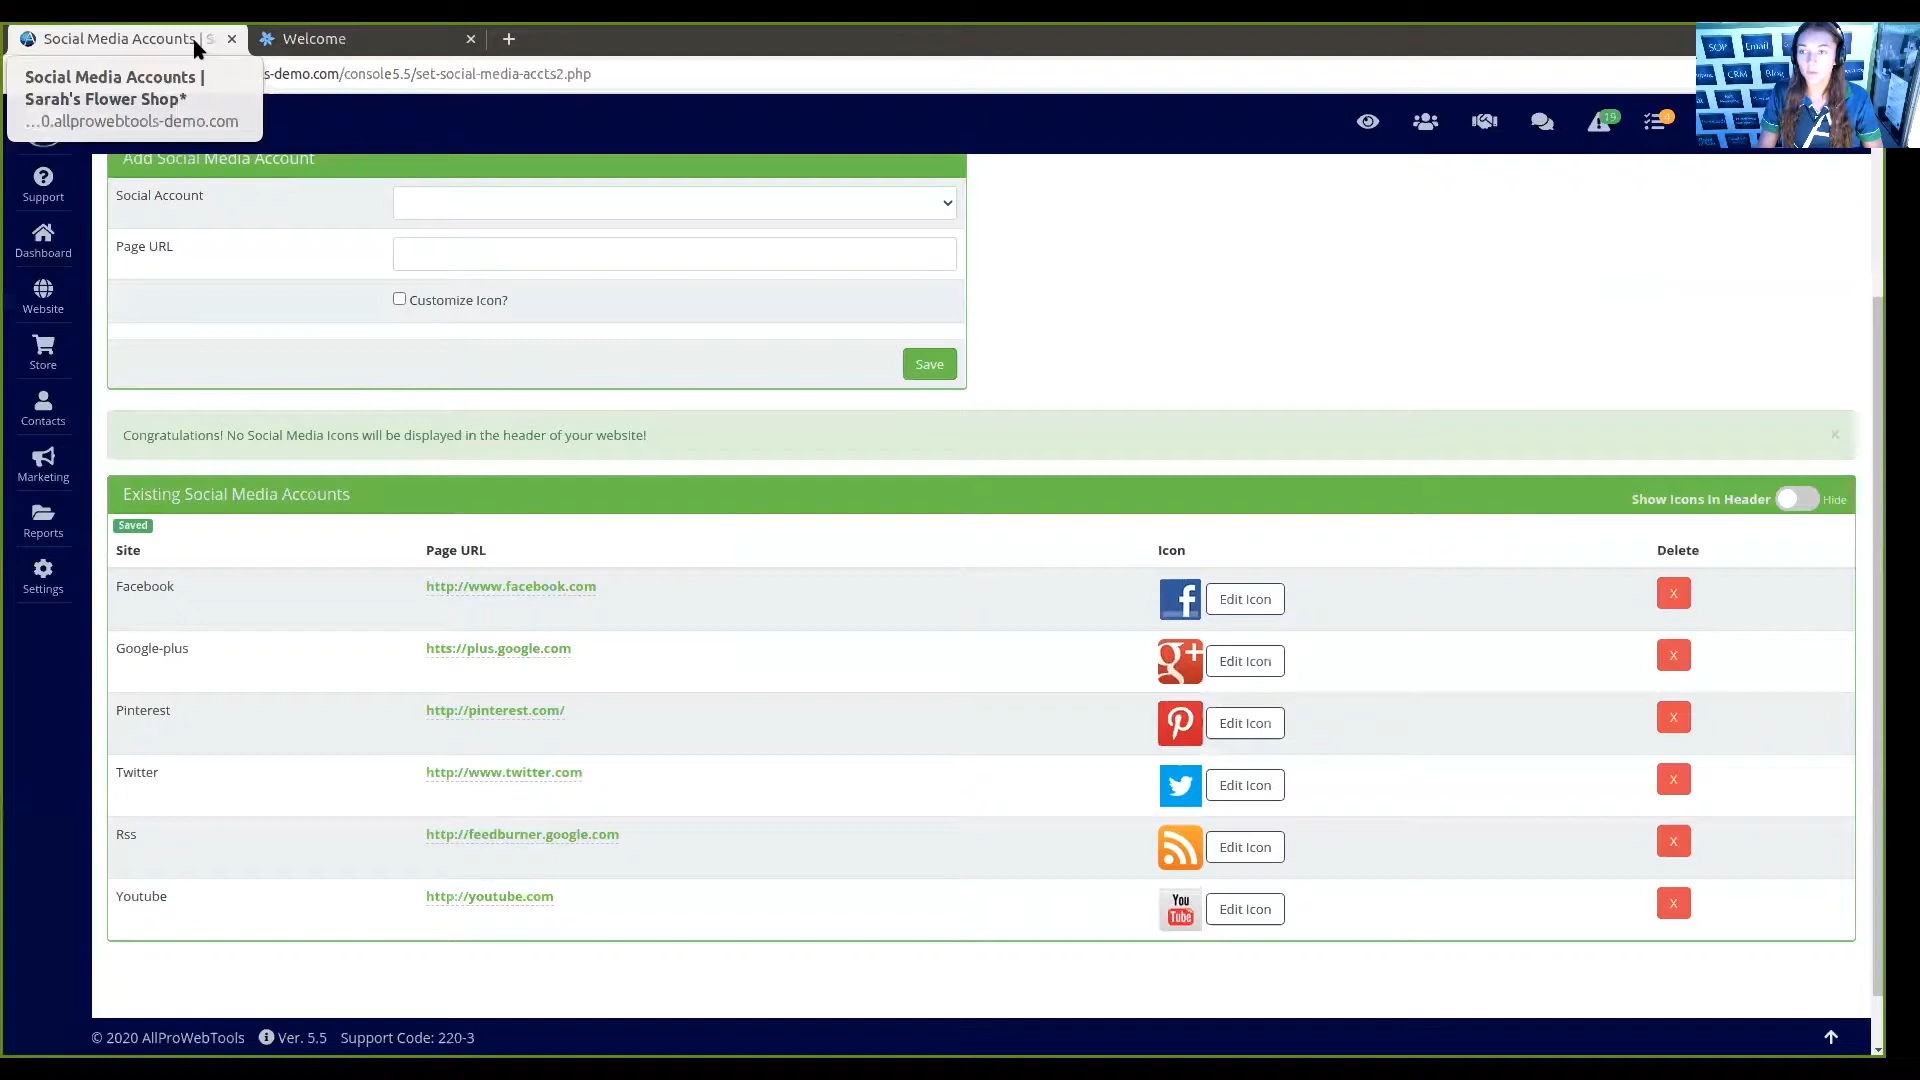 Social Media Accounts | S
Welcome
Social Media Accounts |
Sarah's Flower Shop*
...0.allprowebtools-demo.com
s-demo.com/console5.5/set-social-media-accts2.php
19
4
SOP
Email
CRM
Blog
Support
Dashboard
Website
Store
Contacts
Marketing
Reports
Settings
Add Social Media Account
Social Account
Page URL
Customize Icon?
Save
Congratulations! No Social Media Icons will be displayed in the header of your website!
x
Existing Social Media Accounts
Show Icons In Header
Hide
Saved
Site
Page URL
Icon
Delete
Facebook
http://www.facebook.com
Edit Icon
X
Google-plus
htts://plus.google.com
g+
Edit Icon
X
Pinterest
http://pinterest.com/
Edit Icon
X
Twitter
http://www.twitter.com
Edit Icon
X
Rss
http://feedburner.google.com
Edit Icon
X
Youtube
http://youtube.com
You
Tube
Edit Icon
X
© 2020 AllProWebTools
Ver. 5.5
Support Code: 220-3